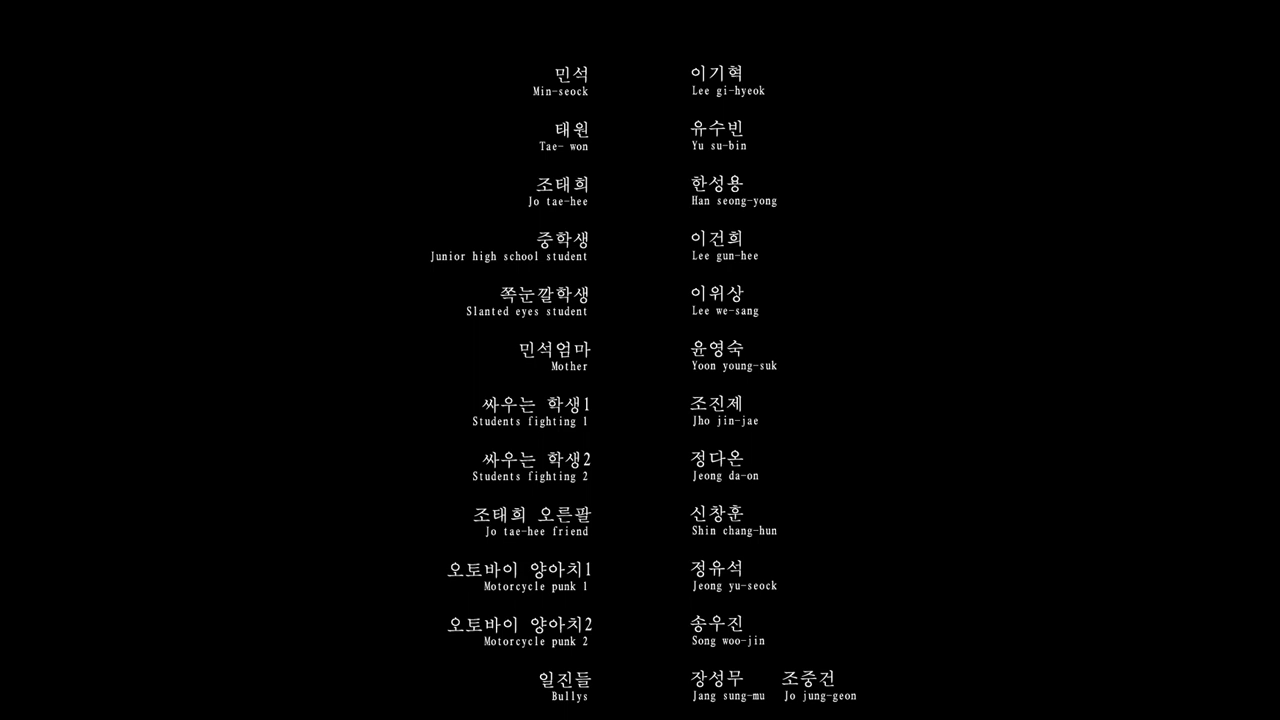 민석 이기혁
Min-seock Lee gi-hyeok
태원 유수빈
Tae- won Yu su-bin
조태희 한성용
Jo tae-hee Han seong-yong
중학생 이건희
Junior high school student Lee gun-hee
쪽눈깔학생 이위상
Slanted eyes student Lee we-sang
민석엄마 윤영숙
Mother Yoon young-suk
싸우는 학생1 조진제
Students fighting 1 Jho jin-jae
싸우는 학생2 정다온
Students fighting 2 Jeong da-on
조태희 오른팔 신창훈
Jo tae-hee friend Shin chang-hun
오토바이 양아치1 정유석
Motorcycle punk 1 Jeong yu-seock
오토바이 양아치2 송우진
Motorcycle punk 2 Song woo-jin
일진들 장성무 조중건
Bullys Jang sung-mu Jo jung-geon